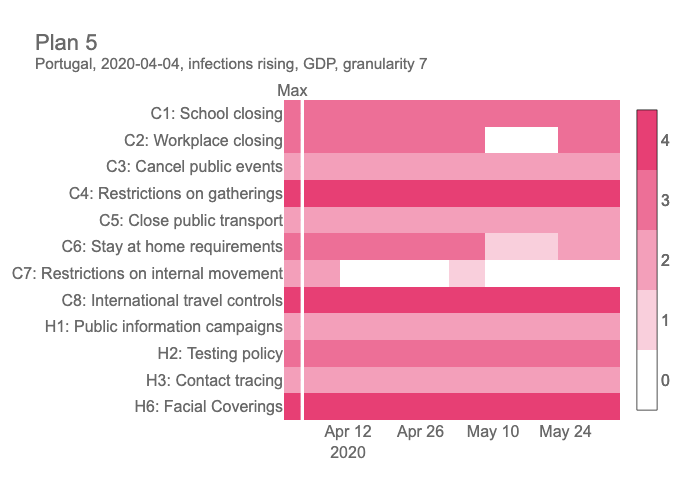 Plan 5
Portugal, 2020-04-04, infections rising, GDP, granularity 7
Max
C1: School closing
C2: Workplace closing
C3: Cancel public events
C4: Restrictions on gatherings
C5: Close public transport
C6: Stay at home requirements
C7: Restrictions on internal movement
C8: International travel controls
H1: Public information campaigns
H2: Testing policy
H3: Contact tracing
H6: Facial Coverings
Apr 12 Apr 26 May 10 May 24
2020
4
3
2
1
0